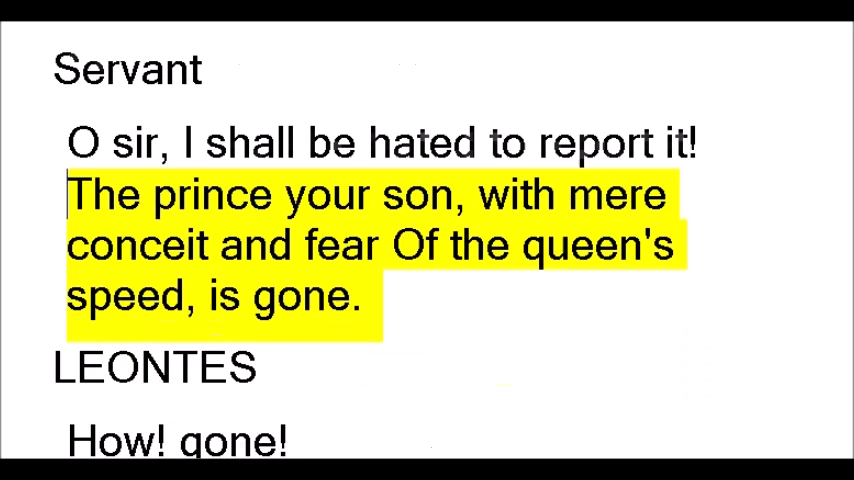 Servant
O sir, I shall be hated to report it!
The prince your son, with mere
conceit and fear Of the queen's
speed, is gone.
LEONTES
How! gone!